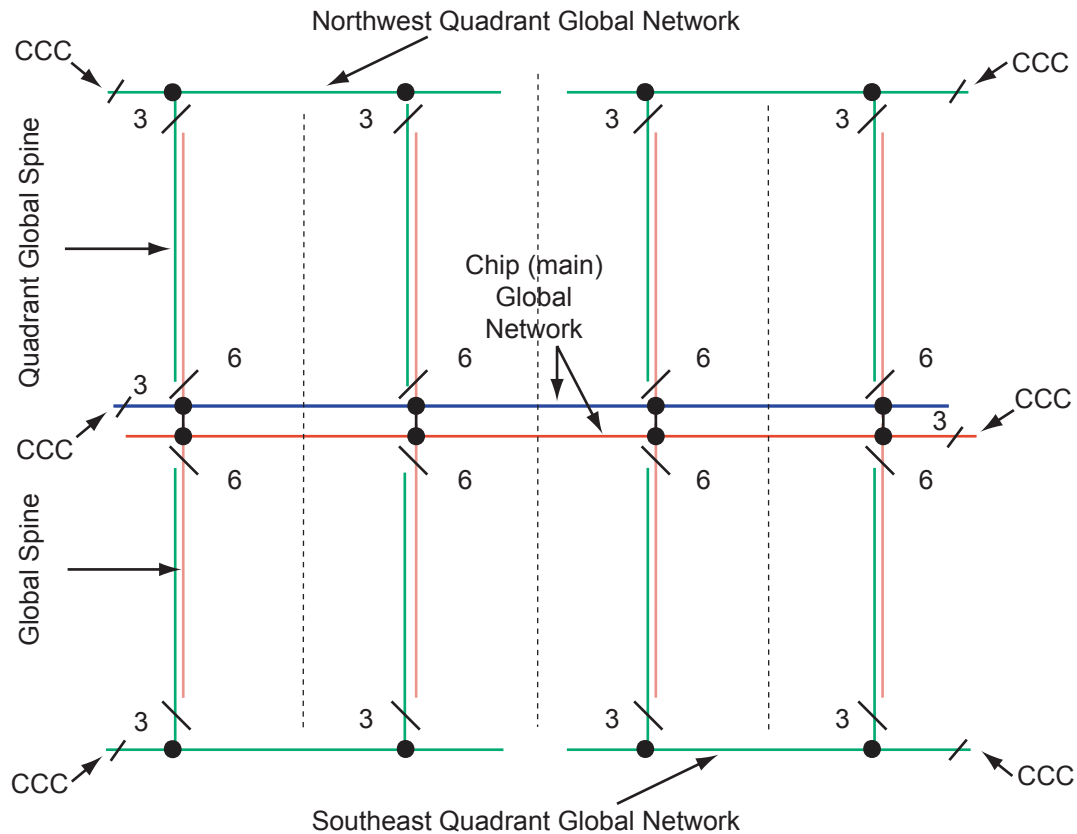 Northwest Quadrant Global Network
CCC
CCC
3
3
3
3
Quadrant Global Spine
Chip (main)
Global
Network
6
6
6
6
3
CCC
3
CCC
6
6
6
6
Global Spine
3
3
3
3
CCC
CCC
Southeast Quadrant Global Network